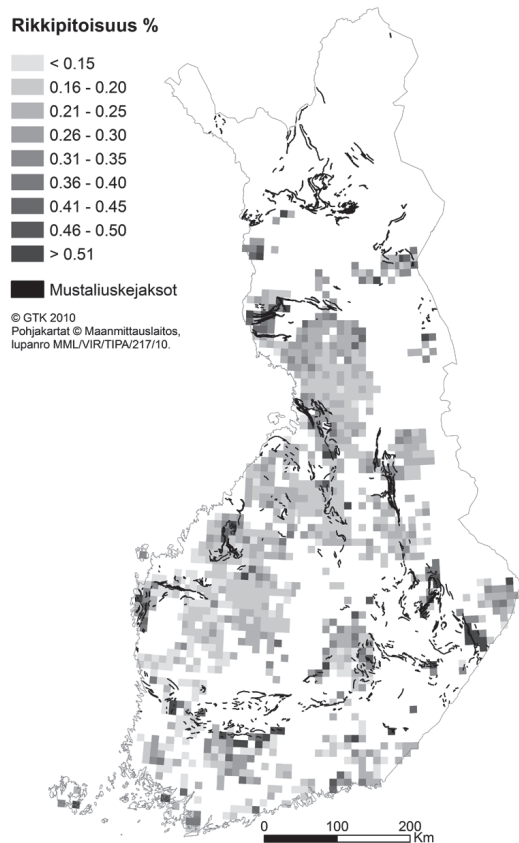 Rikkipitoisuus %
< 0.15
0.16 - 0.20
0.21 - 0.25
0.26 - 0.30
0.31 - 0.35
0.36 - 0.40
0.41 - 0.45
0.46 - 0.50
> 0.51
Mustaliuskejaksot
© GTK 2010
Pohjakartat © Maanmittauslaitos,
lupanro MML/VIR/TIPA/217/10.
0 100 200
Km